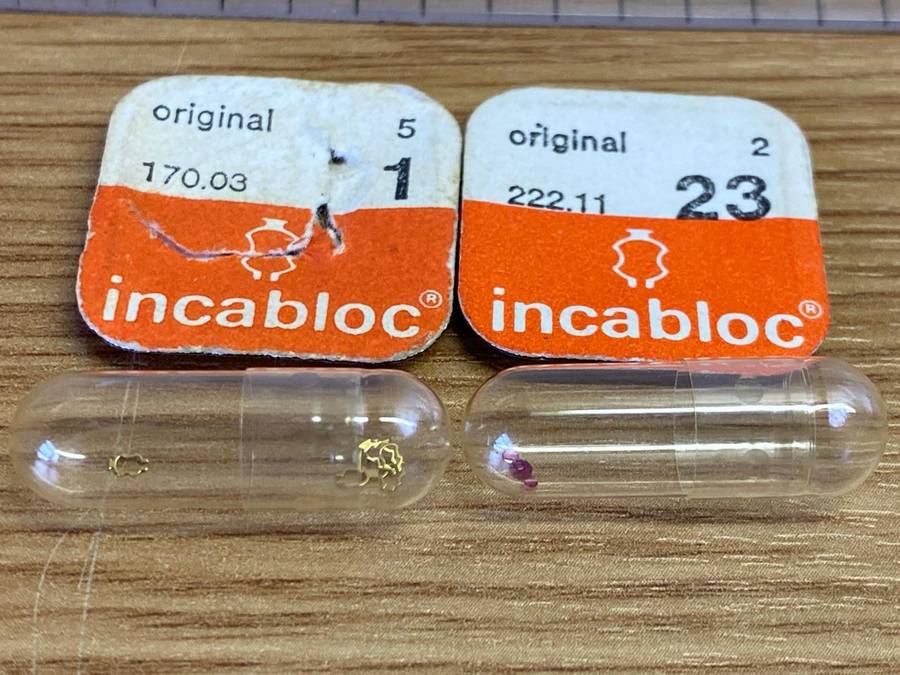 original 5
170.03 1
incabloc®
original 2
222.11 23
incabloc®